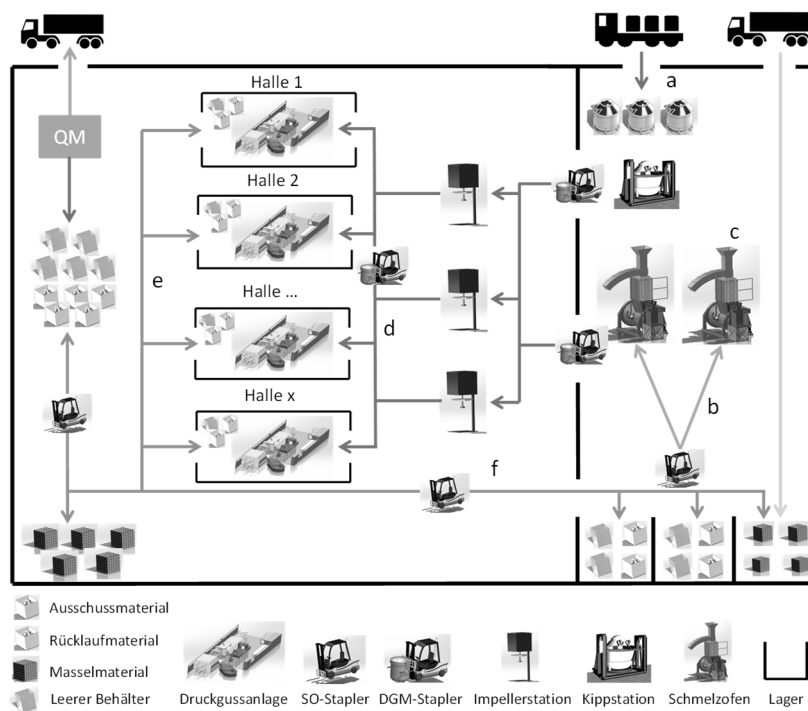 a
Halle 1
QM
Halle 2
c
e
Halle ...
d
Halle x
b
f
Ausschussmaterial
Rücklaufmaterial
Masselmaterial
Leerer Behälter
Druckgussanlage
SO-Stapler
DGM-Stapler
Impellerstation
Kippstation
Schmelzofen
Lager